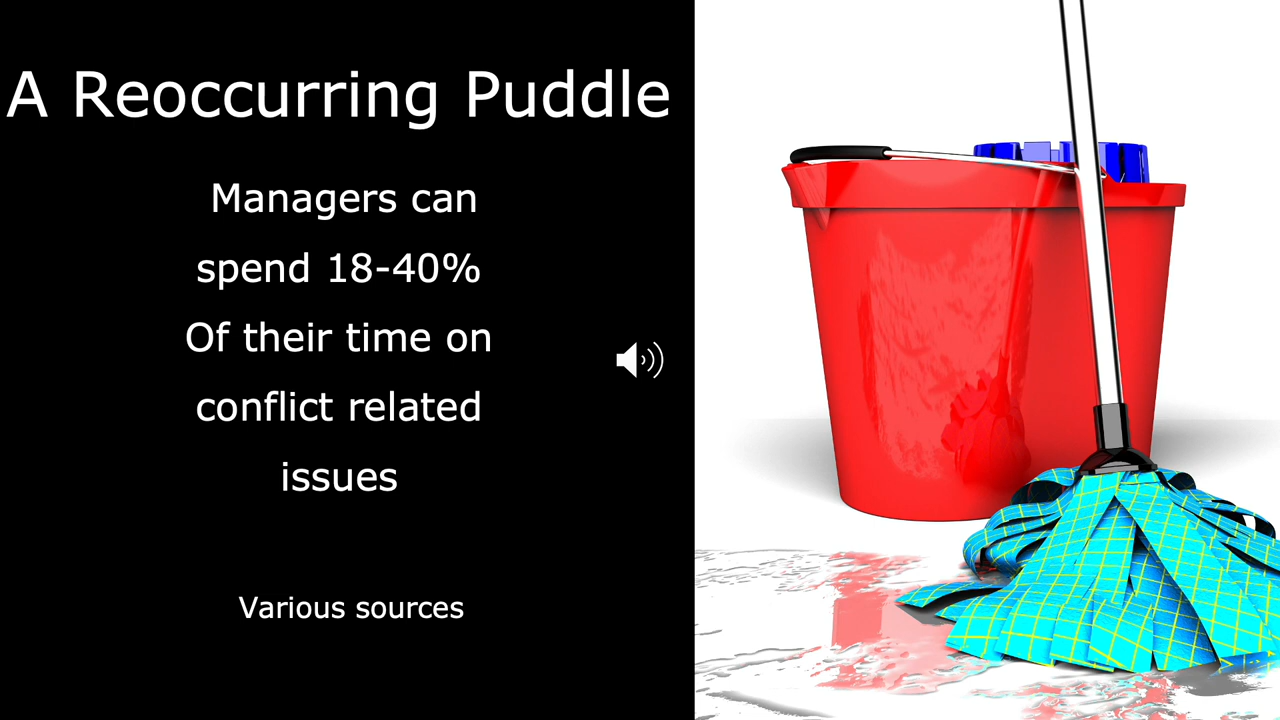 A Reoccurring Puddle
Managers can
spend 18-40%
Of their time on
conflict related
issues
Various sources